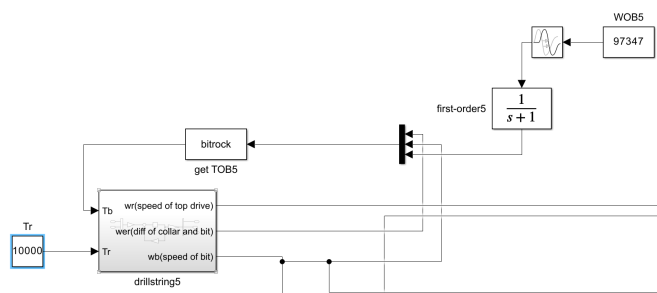 WOB5
97347
first-order5
1
s + 1
bitrock
get TOB5
Tb
wr(speed of top drive)
wer(diff of collar and bit)
Tr
wb(speed of bit)
drillstring5
Tr
10000